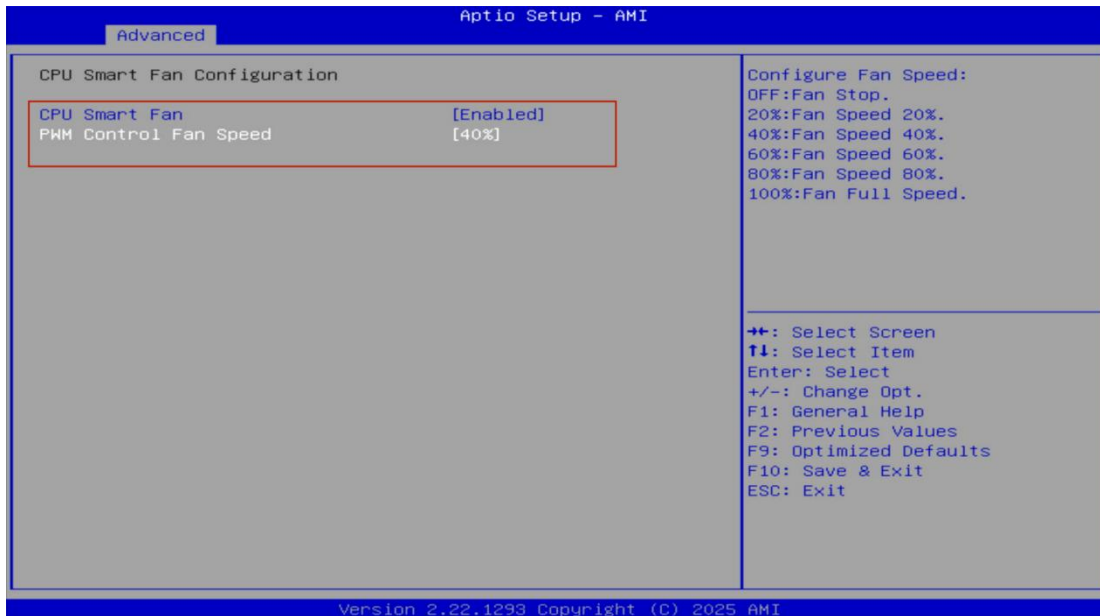 Aptio Setup - AMI
Advanced
CPU Smart Fan Configuration
CPU Smart Fan [Enabled]
PWM Control Fan Speed [40%]
Configure Fan Speed:
OFF:Fan Stop.
20%:Fan Speed 20%.
40%:Fan Speed 40%.
60%:Fan Speed 60%.
80%:Fan Speed 80%.
100%:Fan Full Speed.
→←: Select Screen
↑↓: Select Item
Enter: Select
+/-: Change Opt.
F1: General Help
F2: Previous Values
F9: Optimized Defaults
F10: Save & Exit
ESC: Exit
Version 2.22.1293 Copyright (C) 2025 AMI